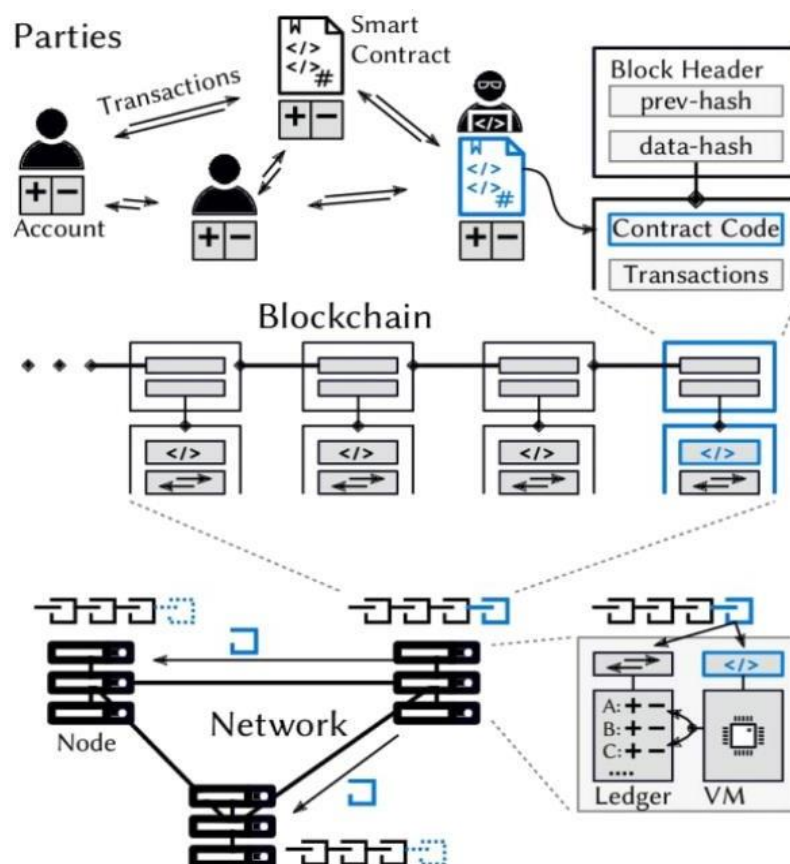 Parties
Transactions
Smart
Contract
W
</>
</>
#
+ −
+ −
Account
+ −
</>
W
</>
</>
#
+ −
Block Header
prev-hash
data-hash
Contract Code
Transactions
Blockchain
</>
</>
</>
</>
Node
Network
</>
A: + −
B: + −
C: + −
....
Ledger
VM